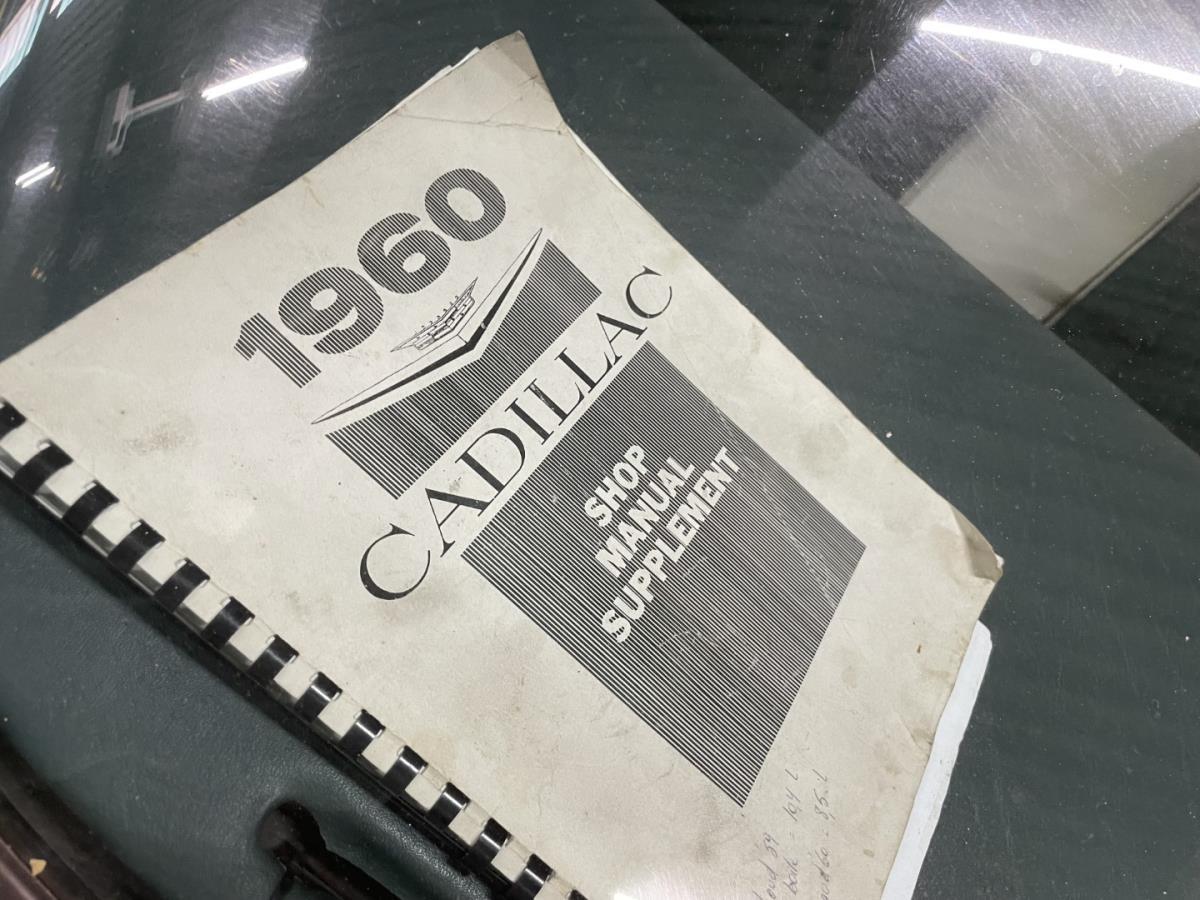 1960
CADILLAC
SHOP
MANUAL
SUPPLEMENT